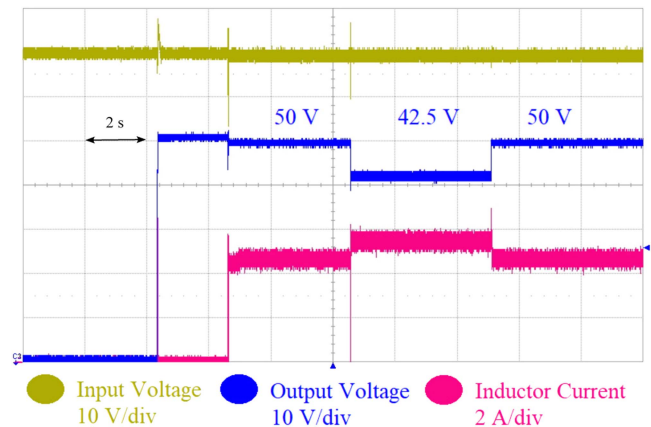 50 V 42.5 V 50 V
2 s
C2
Input Voltage Output Voltage Inductor Current
10 V/div 10 V/div 2 A/div